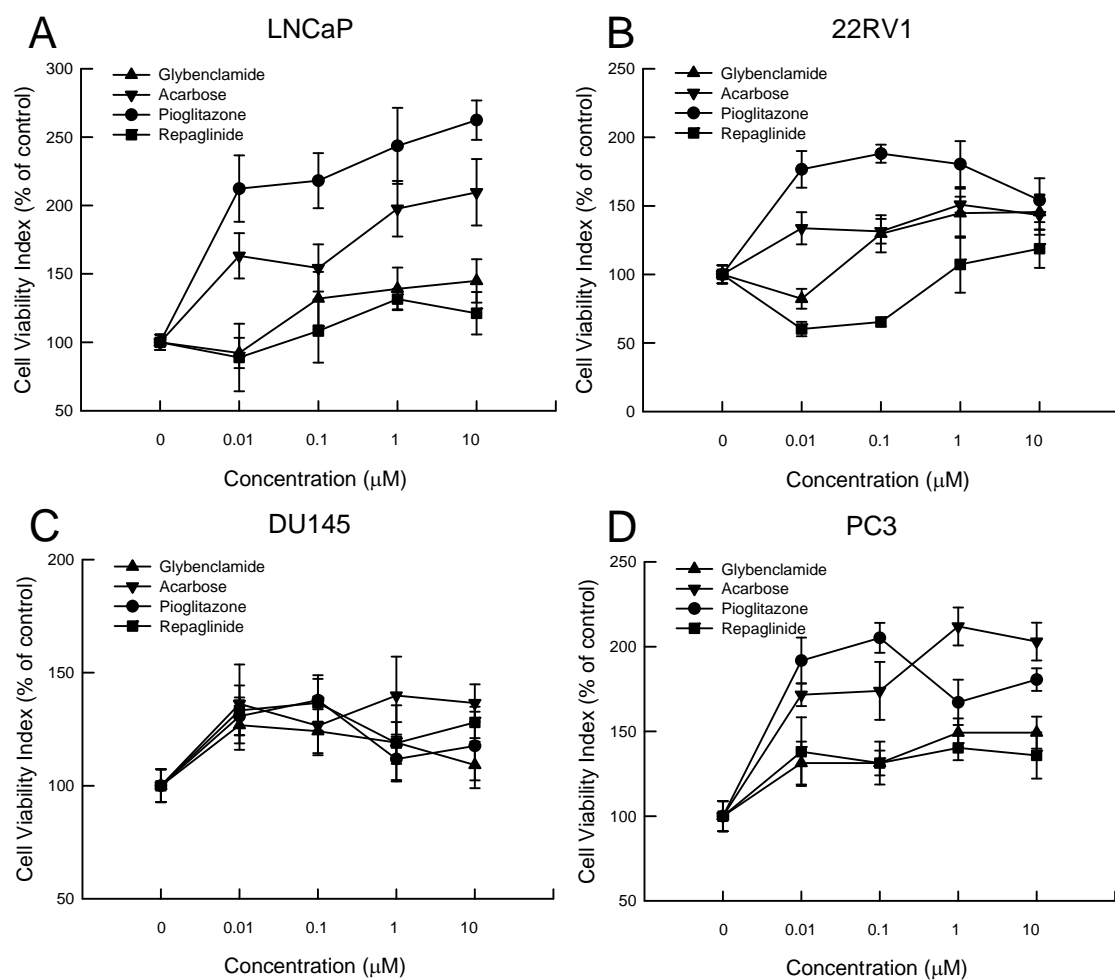 A
LNCaP
Cell Viability Index (% of control)
300
250
200
150
100
50
Glybenclamide
Acarbose
Pioglitazone
Repaglinide
0 0.01 0.1 1 10
Concentration (μM)
B
22RV1
Cell Viability Index (% of control)
250
200
150
100
50
0
Glybenclamide
Acarbose
Pioglitazone
Repaglinide
0 0.01 0.1 1 10
Concentration (μM)
C
DU145
Cell Viability Index (% of control)
200
150
100
50
Glybenclamide
Acarbose
Pioglitazone
Repaglinide
0 0.01 0.1 1 10
Concentration (μM)
D
PC3
Cell Viability Index (% of control)
250
200
150
100
50
Glybenclamide
Acarbose
Pioglitazone
Repaglinide
0 0.01 0.1 1 10
Concentration (μM)